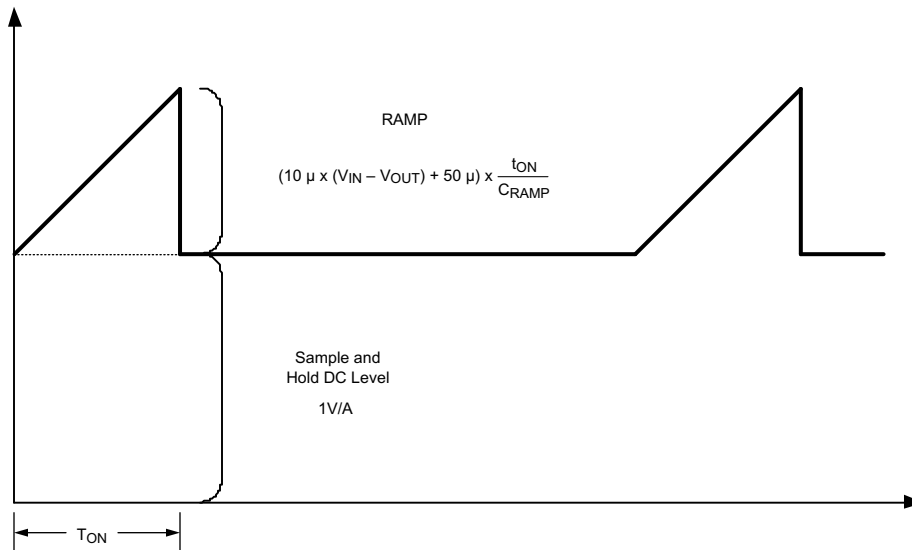 RAMP
(10 µ x (VIN – VOUT) + 50 µ) x tON
CRAMP
Sample and
Hold DC Level
1V/A
TON